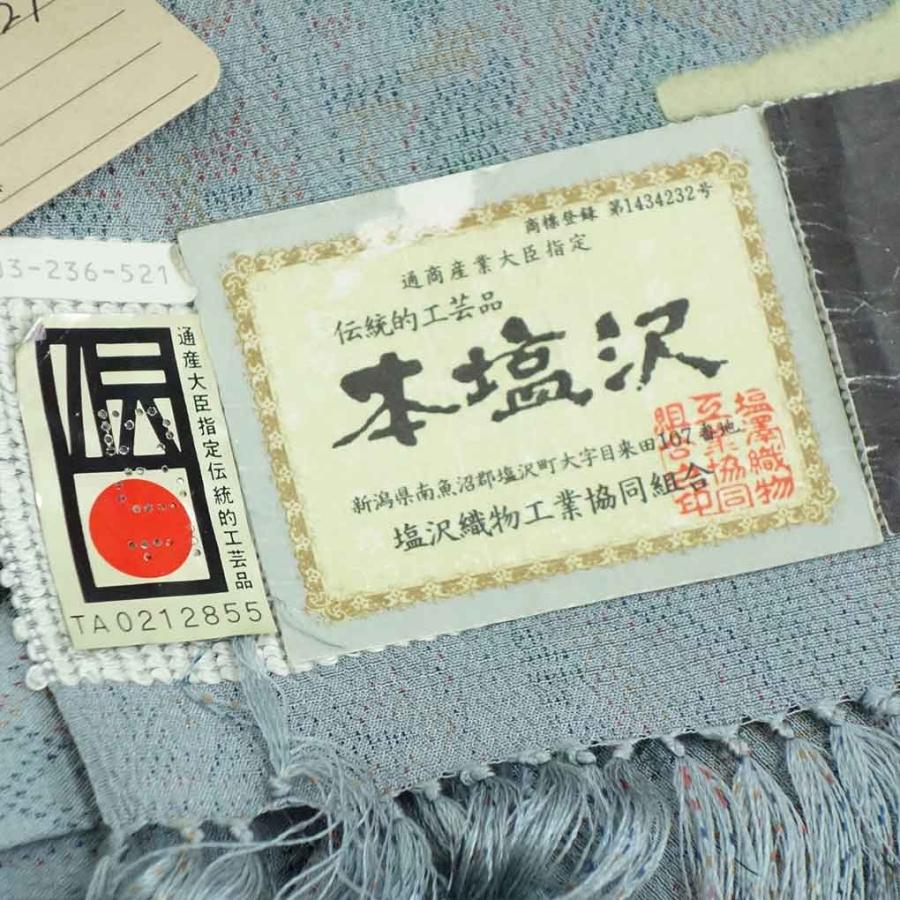 21
03-236-521
伝
通産大臣指定伝統的工芸品
TA0212855
商標登録 第1434232号
通商産業大臣指定
伝統的工芸品
本塩沢
新潟県南魚沼郡塩沢町大字目来田107番地
塩沢織物工業協同組合
塩澤織物
工業協同
組合之印